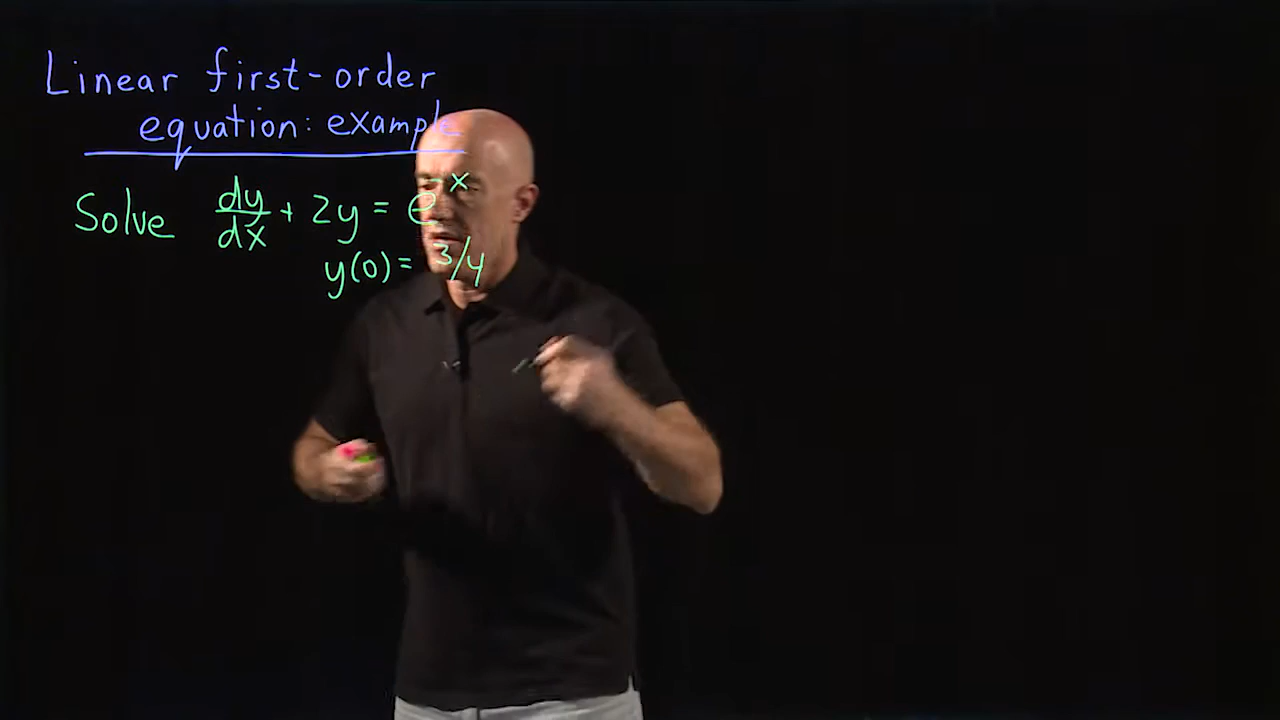 Linear first-order
equation: example
Solve dy/dx + 2y = e^-x
y(0) = 3/4